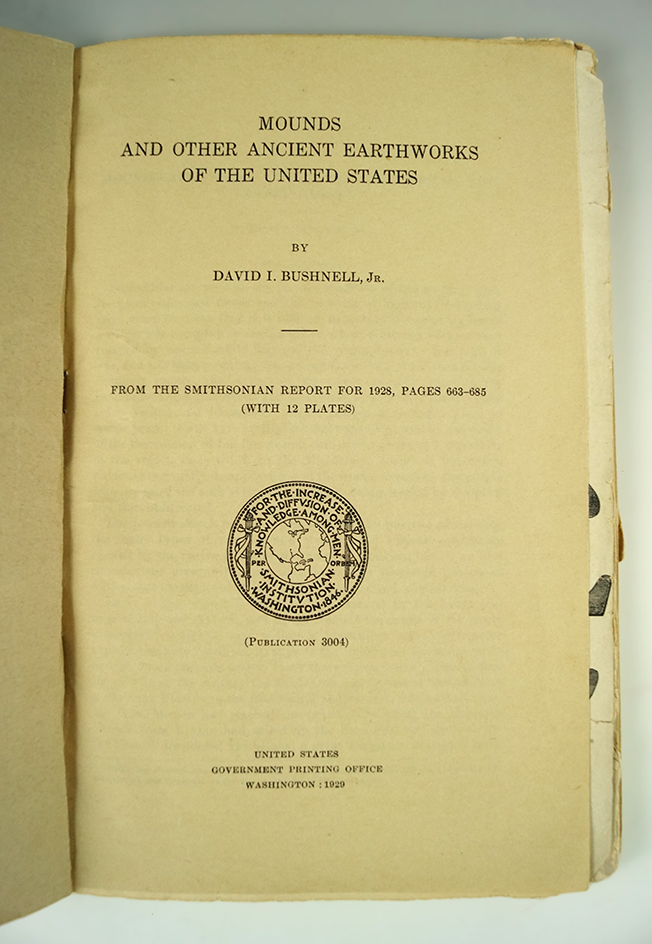 MOUNDS
AND OTHER ANCIENT EARTHWORKS
OF THE UNITED STATES
BY
DAVID I. BUSHNELL, JR.
FROM THE SMITHSONIAN REPORT FOR 1928, PAGES 663–685
(WITH 12 PLATES)
FOR·THE·INCREASE
AND·DIFFVSION·OF
KNOWLEDGE·AMONG·MEN
PER ORBEM
SMITHSONIAN
INSTITVTION
WASHINGTON·1846·
(PUBLICATION 3004)
UNITED STATES
GOVERNMENT PRINTING OFFICE
WASHINGTON : 1929